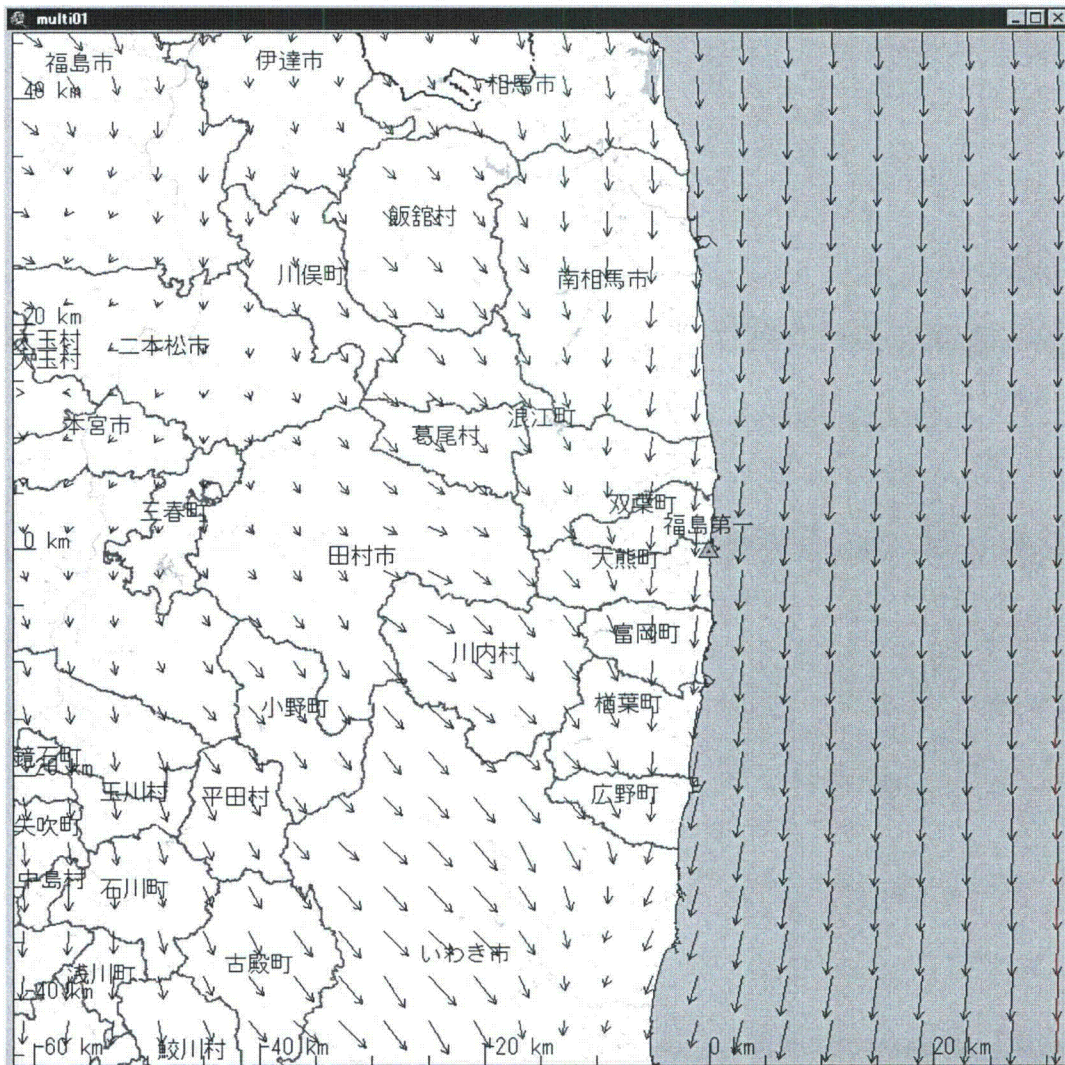 multi01
福島市
伊達市
相馬市
40 km
飯舘村
川俣町
南相馬市
20 km
大玉村
大玉村
二本松市
本宮市
葛尾村
浪江町
三春町
双葉町
福島第一
0 km
田村市
大熊町
川内村
富岡町
小野町
楢葉町
鏡石町
-20 km
玉川村
平田村
広野町
矢吹町
中島村
石川町
いわき市
浅川町
古殿町
-40 km
-60 km
鮫川村
-40 km
-20 km
0 km
20 km